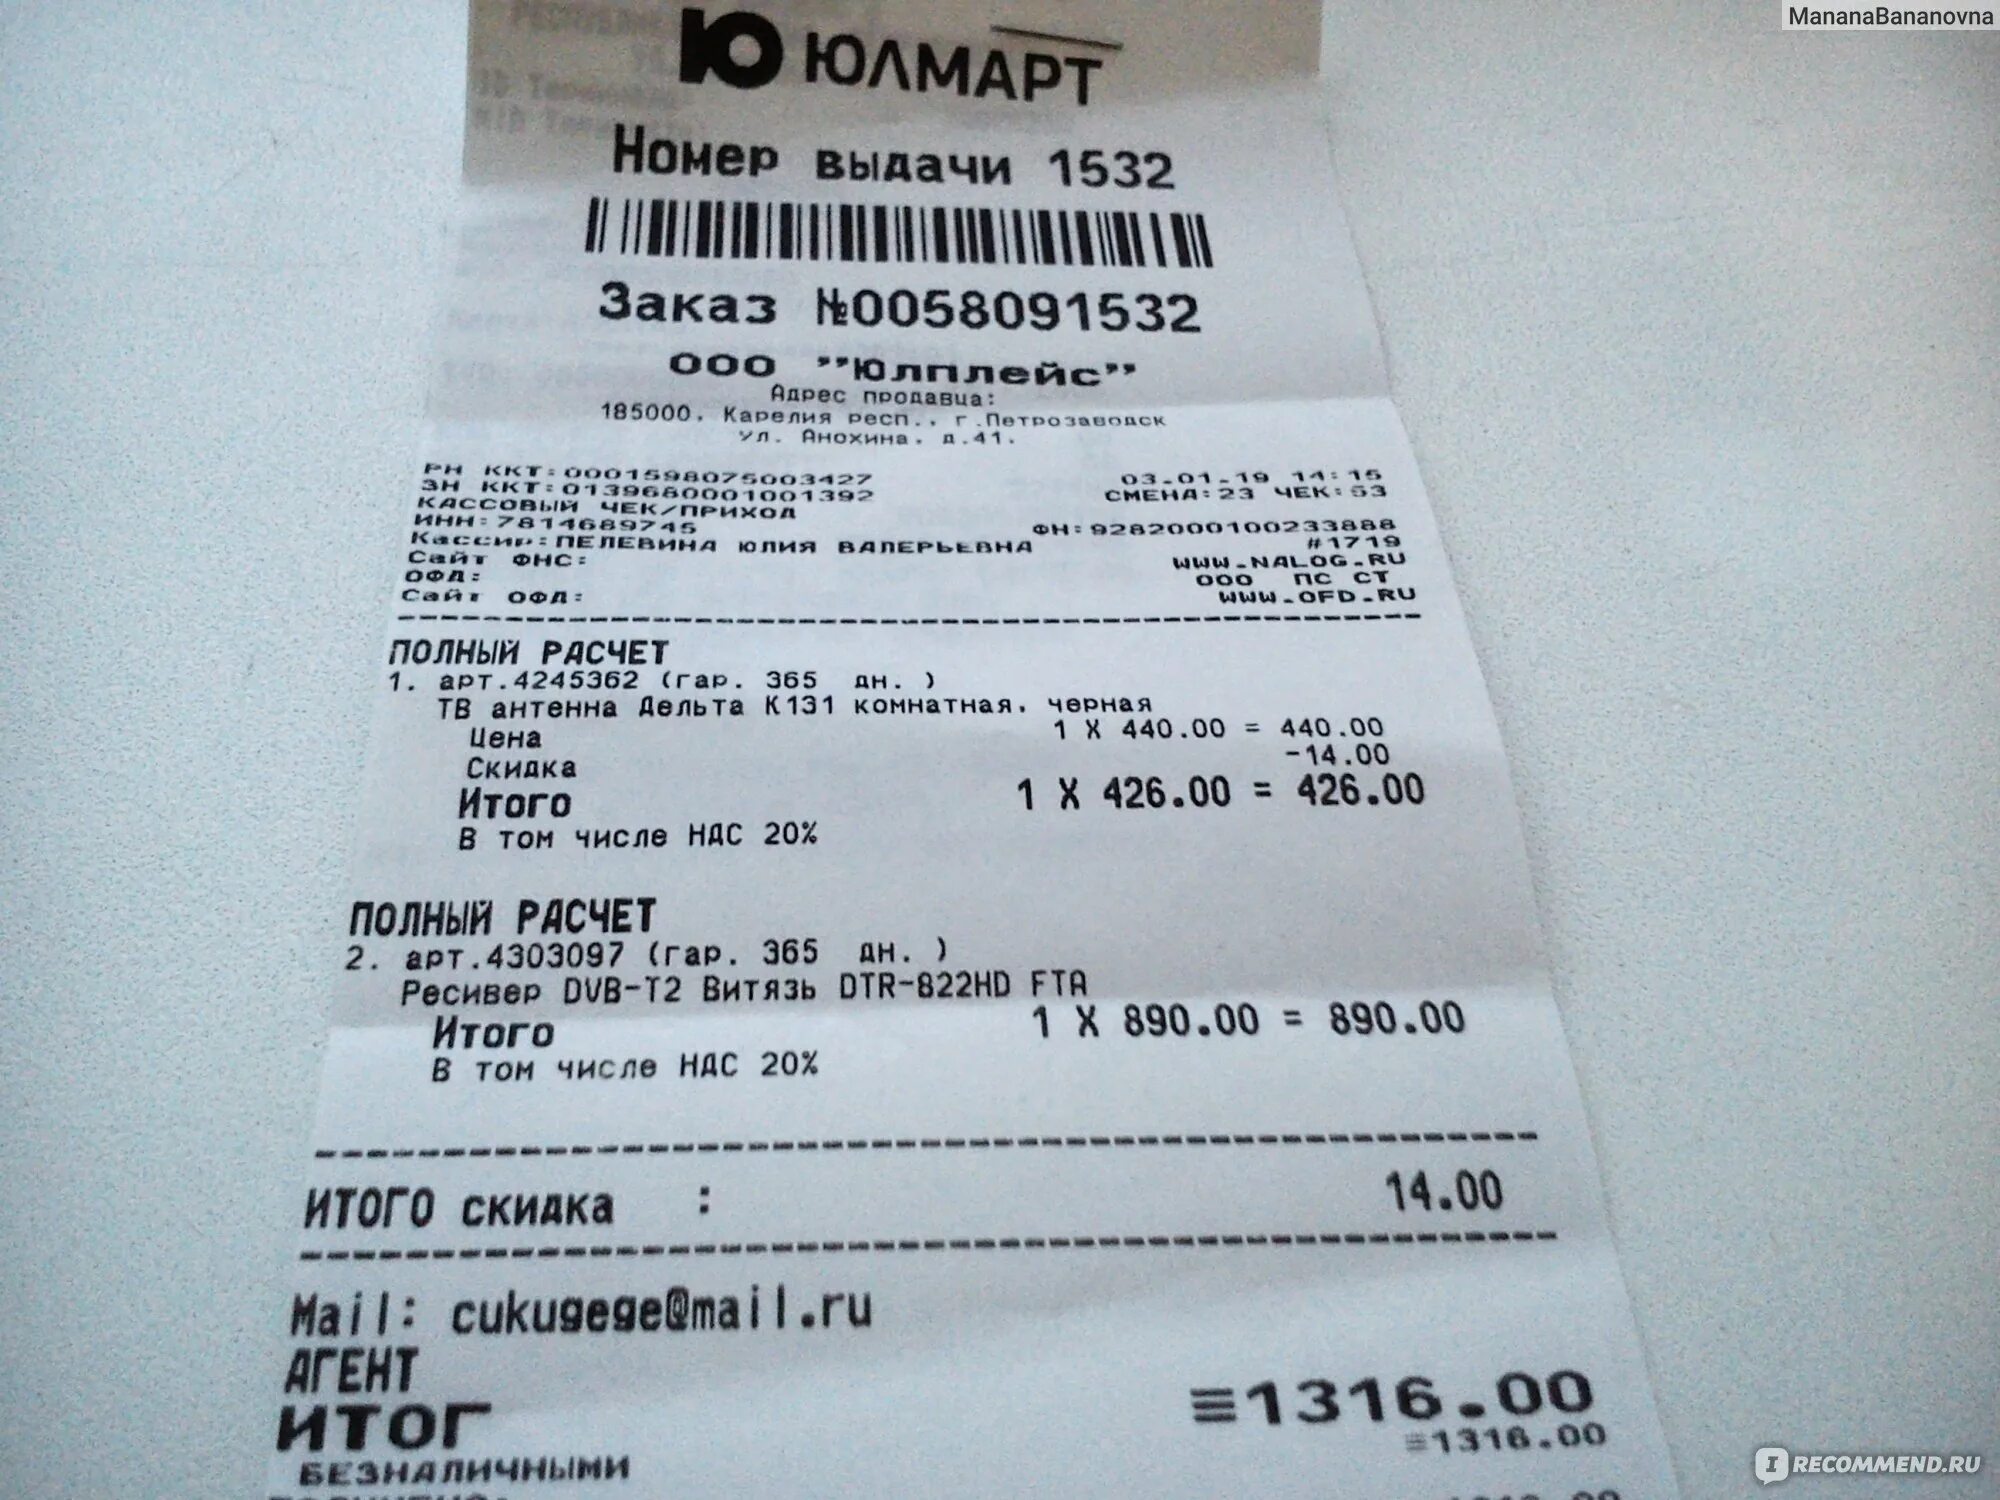 MananaBananovna
Ю ЮЛМАРТ
Номер выдачи 1532
Заказ №0058091532
ООО ""Юлплейс"
Адрес продавца:
185000, Карелия респ., г.Петрозаводск
ул. Анохина, д.41.
РН ККТ:0001598075003427 03-01-19 14:15
ЗН ККТ:0139680001001392 СМЕНА:23 ЧЕК:53
КАССОВЫЙ ЧЕК/ПРИХОД
ИНН:7814689745 ФН:9282000100233888
Кассир:ПЕЛЕВИНА ЮЛИЯ ВАЛЕРЬЕВНА #1719
Сайт ФНС: WWW.NALOG.RU
ОФД: ООО ПС СТ
Сайт ОФД: WWW.OFD.RU
ПОЛНЫЙ РАСЧЕТ
1. арт.4245362 (гар. 365 дн. )
ТВ антенна Дельта К131 комнатная, черная
Цена 1 X 440.00 = 440.00
Скидка -14.00
Итого 1 X 426.00 = 426.00
В том числе НДС 20%
ПОЛНЫЙ РАСЧЕТ
2. арт.4303097 (гар. 365 дн. )
Ресивер DVB-T2 Витязь DTR-822HD FTA
Итого 1 X 890.00 = 890.00
В том числе НДС 20%
ИТОГО скидка : 14.00
Mail: cukugege@mail.ru
АГЕНТ
ИТОГ ≡1316.00
БЕЗНАЛИЧНЫМИ ≡1316.00
IRECOMMEND.RU